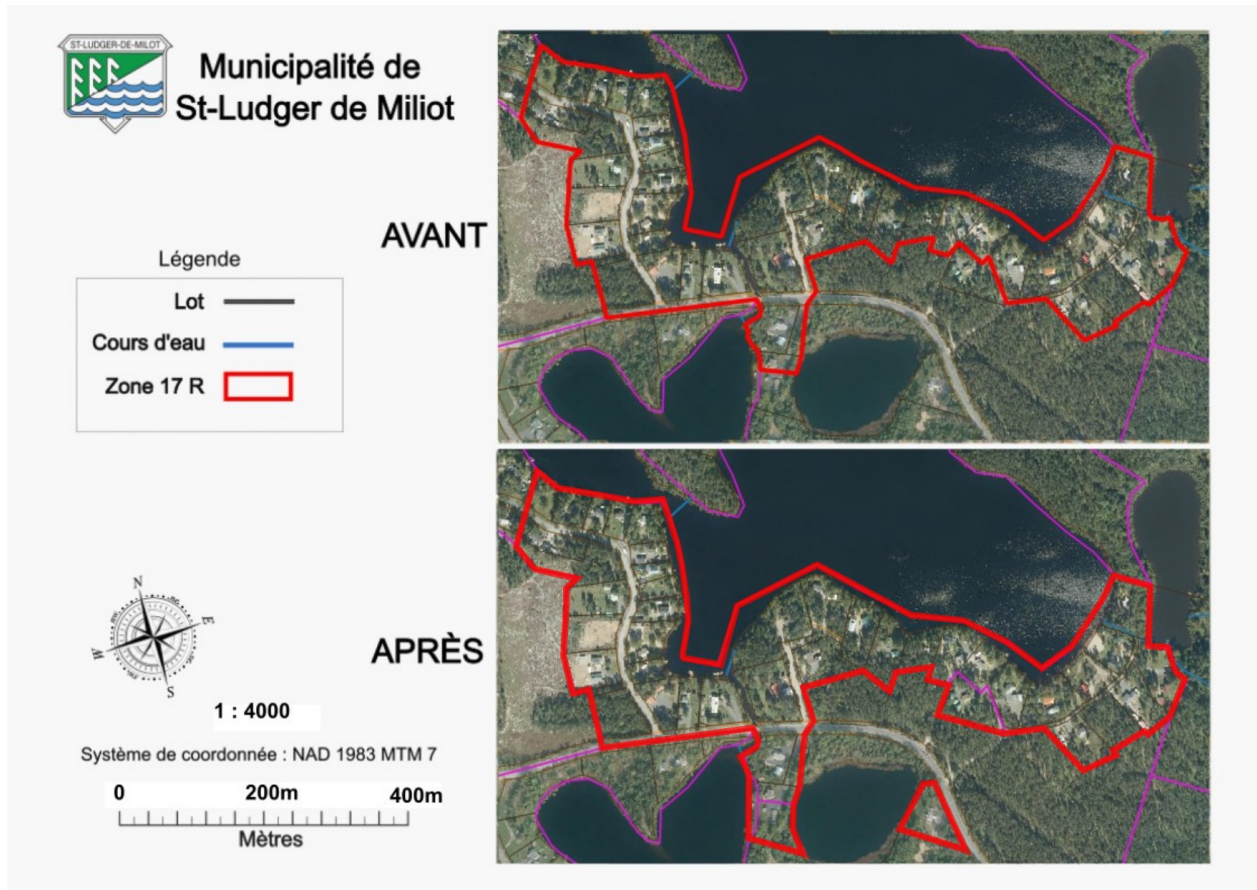 ST-LUDGER-DE-MILOT
Municipalité de
St-Ludger de Miliot
AVANT
Légende
Lot
Cours d'eau
Zone 17 R
APRÈS
N
E
W
S
1 : 4000
Système de coordonnée : NAD 1983 MTM 7
0 200m 400m
Mètres